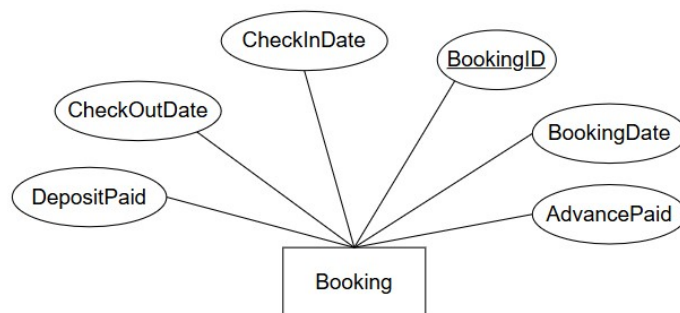 CheckInDate
BookingID
CheckOutDate
BookingDate
DepositPaid
AdvancePaid
Booking